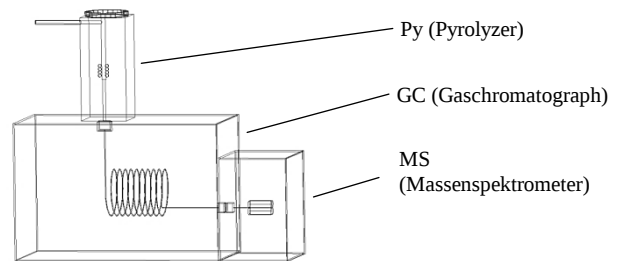 Py (Pyrolyzer)
GC (Gaschromatograph)
MS
(Massenspektrometer)